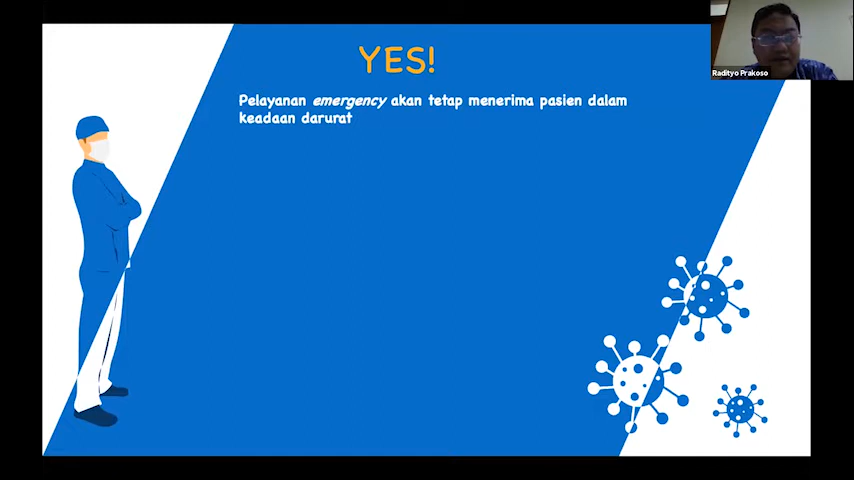 YES!
Pelayanan emergency akan tetap menerima pasien dalam
keadaan darurat
Radityo Prakoso